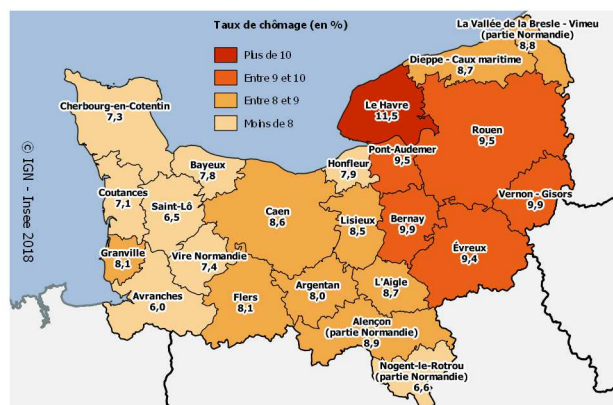 Taux de chômage (en %)
Plus de 10
Entre 9 et 10
Entre 8 et 9
Moins de 8
La Vallée de la Bresle - Vimeu
(partie Normandie)
8,8
Dieppe - Caux maritime
8,7
Cherbourg-en-Cotentin
7,3
Le Havre
11,5
Rouen
9,5
Pont-Audemer
9,5
Honfleur
7,9
Bayeux
7,8
Coutances
7,1
Saint-Lô
6,5
Caen
8,6
Lisieux
8,5
Bernay
9,9
Vernon - Gisors
9,9
Évreux
9,4
Granville
8,1
Vire Normandie
7,4
Avranches
6,0
Flers
8,1
Argentan
8,0
L'Aigle
8,7
Alençon
(partie Normandie)
8,9
Nogent-le-Rotrou
(partie Normandie)
6,6
© IGN - Insee 2018